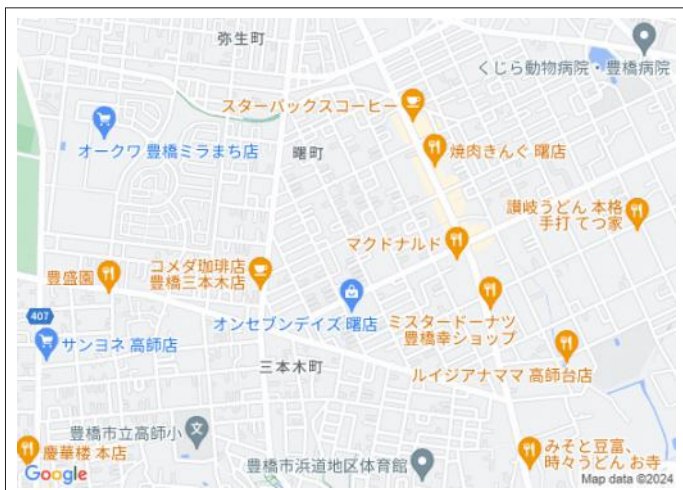 弥生町
くじら動物病院・豊橋病院
スターバックスコーヒー
オークワ 豊橋ミラまち店
曙町
焼肉きんぐ 曙店
讃岐うどん 本格
手打 てつ家
マクドナルド
コメダ珈琲店
豊橋三本木店
豊盛園
407
オンセブンデイズ 曙店
ミスタードーナツ
豊橋幸ショップ
サンヨネ 高師店
三本木町
ルイジアナママ 高師台店
豊橋市立高師小
文
慶華楼 本店
豊橋市浜道地区体育館
みそと豆富、
時々うどん お寺
Google
Map data ©2024